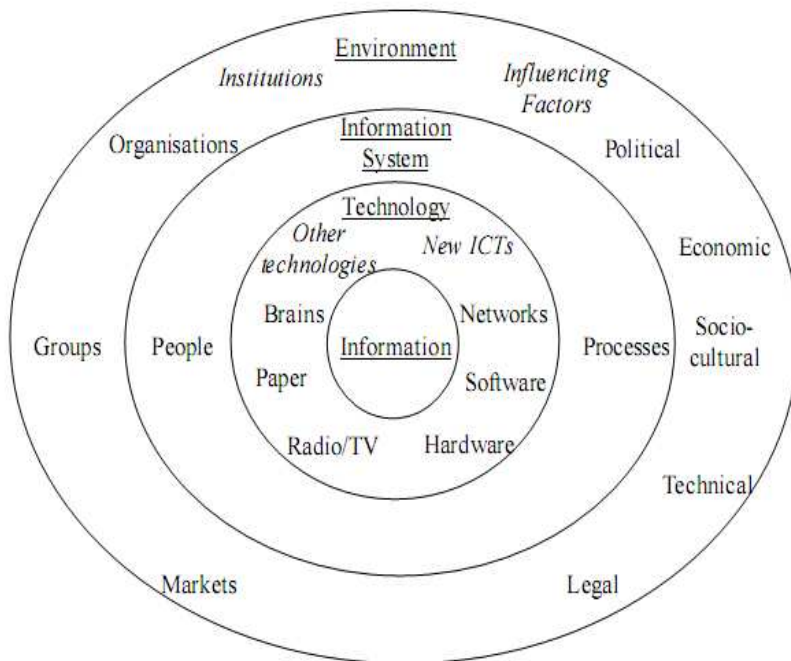 Environment
Institutions
Influencing
Factors
Organisations
Information
System
Political
Technology
Other
technologies
New ICTs
Economic
Brains
Networks
Groups
People
Information
Processes
Socio-
cultural
Paper
Software
Radio/TV
Hardware
Technical
Markets
Legal